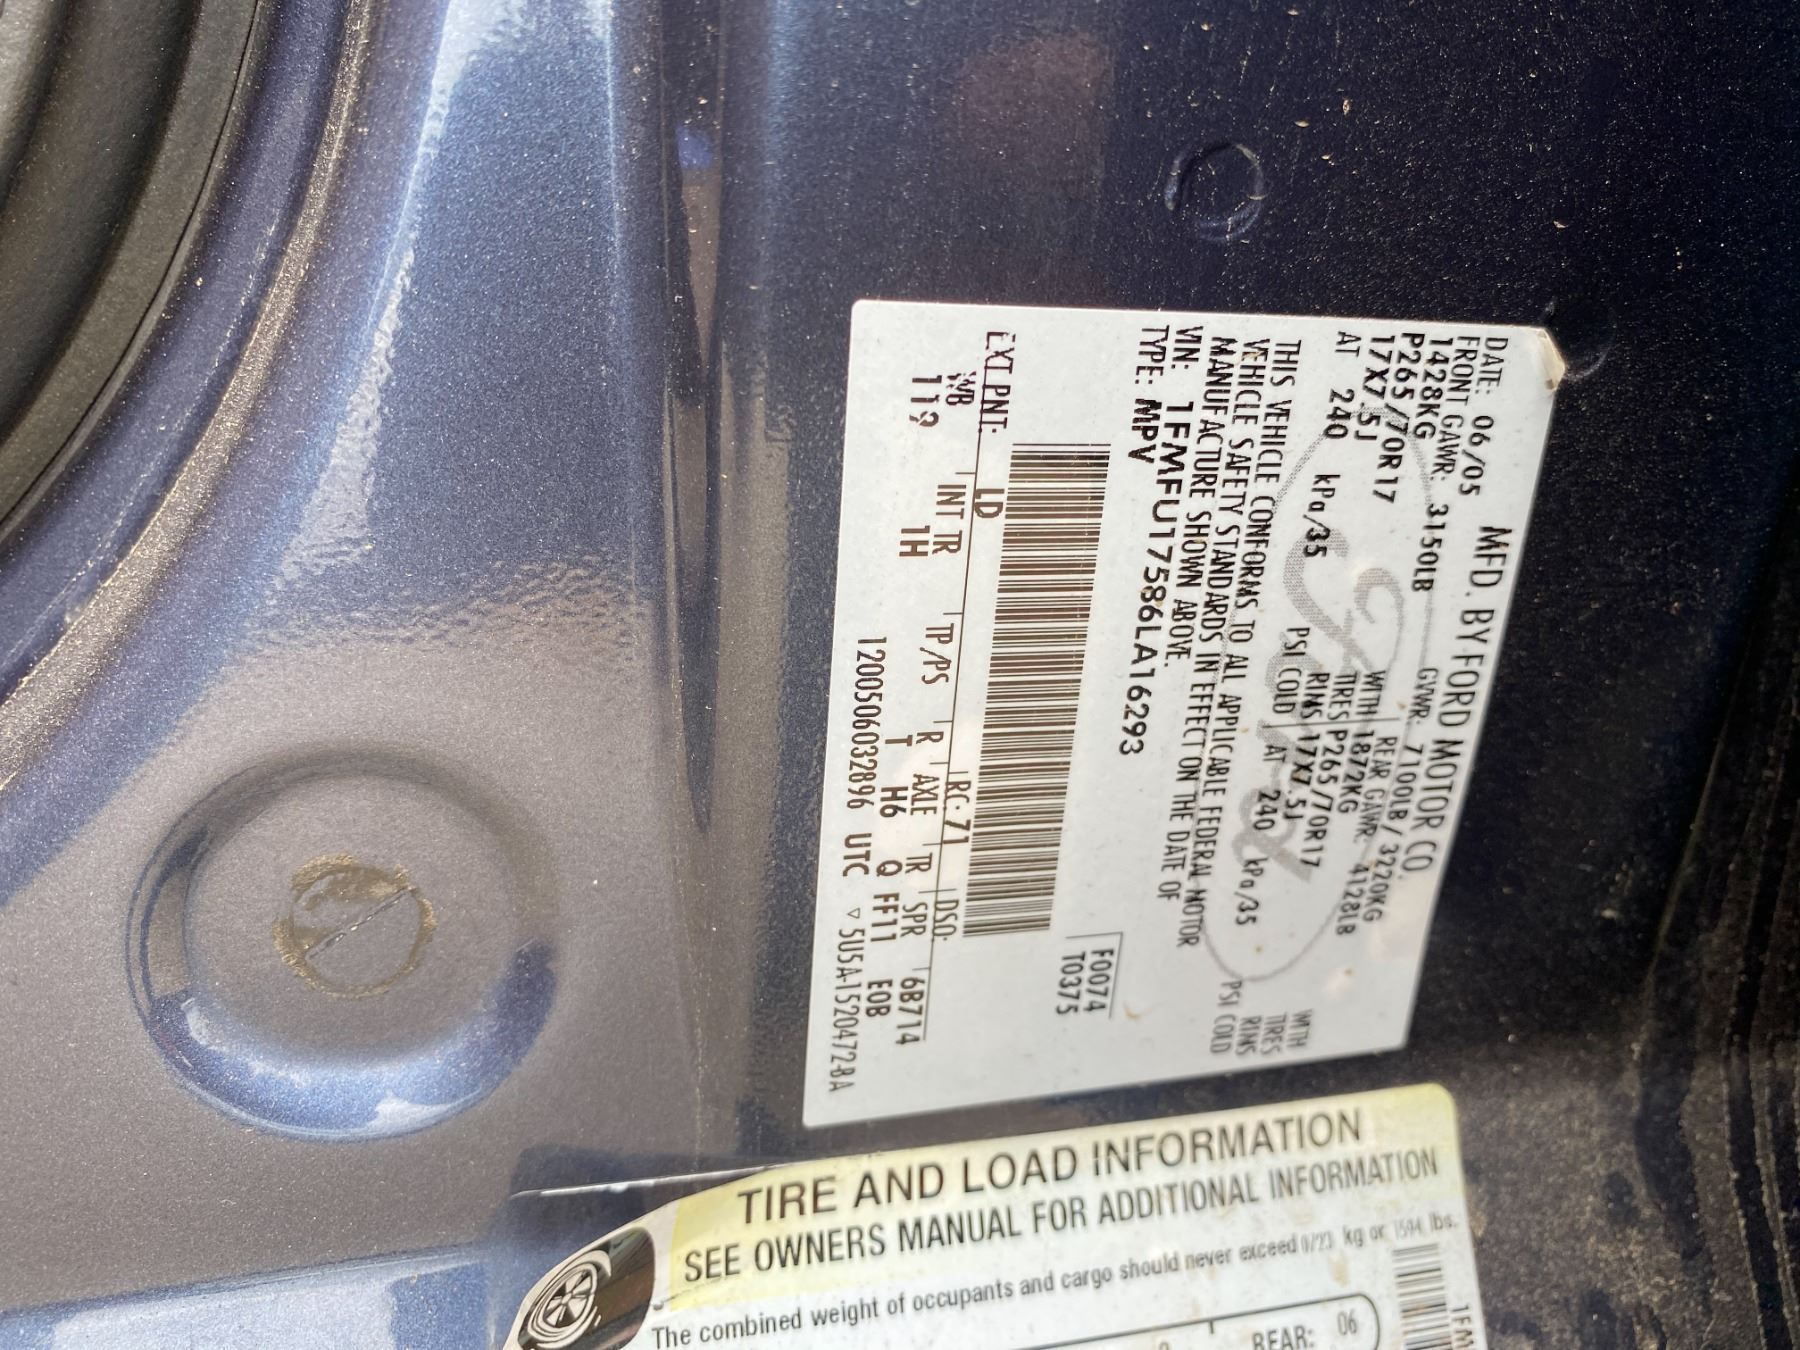 DATE: 06/05 MFD. BY FORD MOTOR CO.
FRONT GAWR: 3150LB GVWR: 7100LB / 3220KG
1428KG REAR GAWR: 4128LB
P265/70R17 WITH 1872KG WITH
17X7.5J TIRES P265/70R17 TIRES
AT 240 kPa/35 RIMS 17X7.5J RIMS
PSI COLD AT 240 kPa/35 PSI COLD
THIS VEHICLE CONFORMS TO ALL APPLICABLE FEDERAL MOTOR
VEHICLE SAFETY STANDARDS IN EFFECT ON THE DATE OF
MANUFACTURE SHOWN ABOVE.
VIN: 1FMFU17586LA16293
TYPE: MPV
Ford
F0074
T0375
EXT PNT: LD RC: 71 DSO:
WB INT TR TP/PS R AXLE TR SPR 6B714
119 1H T H6 Q FF11 E0B
1200506032896 UTC ▽ 5U5A-1520472-BA
TIRE AND LOAD INFORMATION
SEE OWNERS MANUAL FOR ADDITIONAL INFORMATION
The combined weight of occupants and cargo should never exceed kg or 1594 lbs.
REAR: 06
1FM